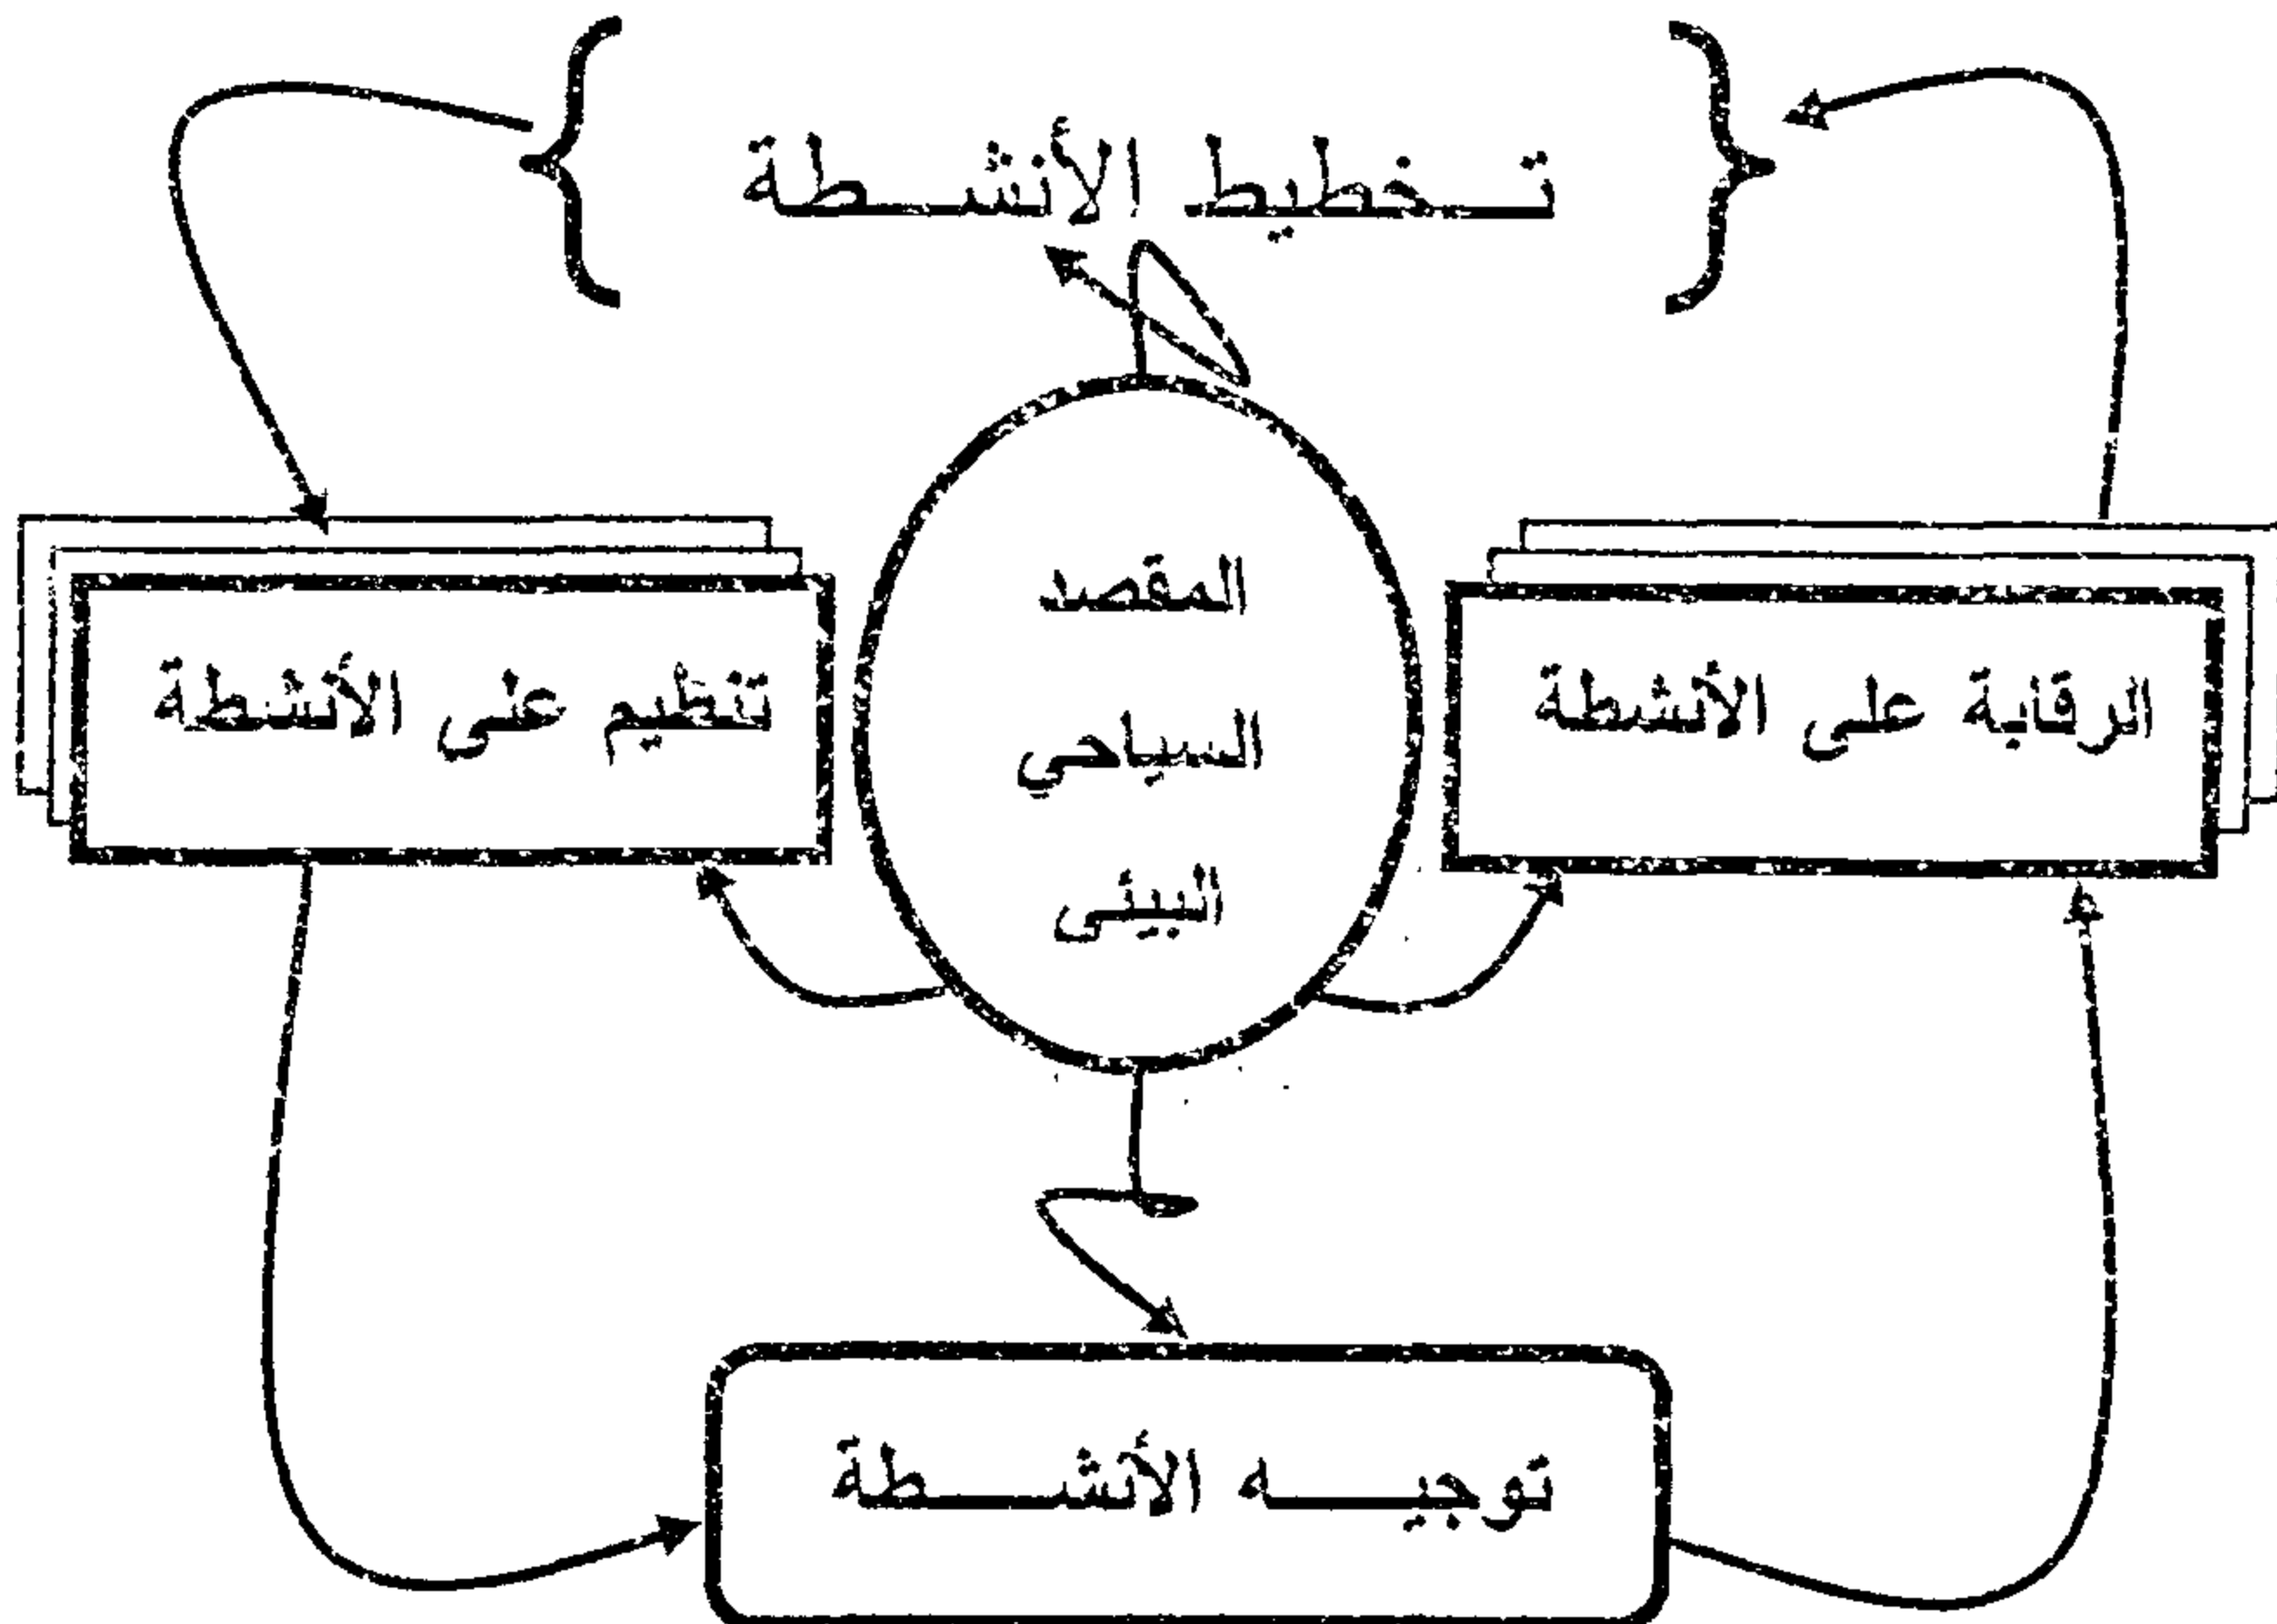 تخطيط الأنشطة
المقصد
السياحي
البيئى
الرقابة على الأنشطة
تنظيم على الأنشطة
توجيه الأنشطة